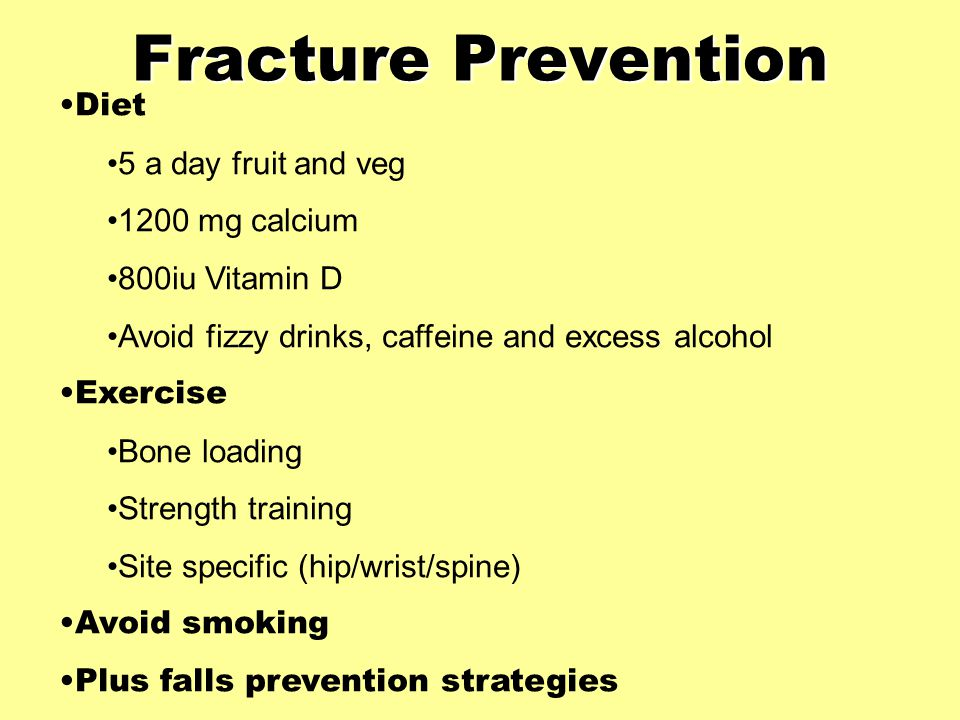 Fracture Prevention
•Diet
•5 a day fruit and veg
•1200 mg calcium
•800iu Vitamin D
•Avoid fizzy drinks, caffeine and excess alcohol
•Exercise
•Bone loading
•Strength training
•Site specific (hip/wrist/spine)
•Avoid smoking
•Plus falls prevention strategies